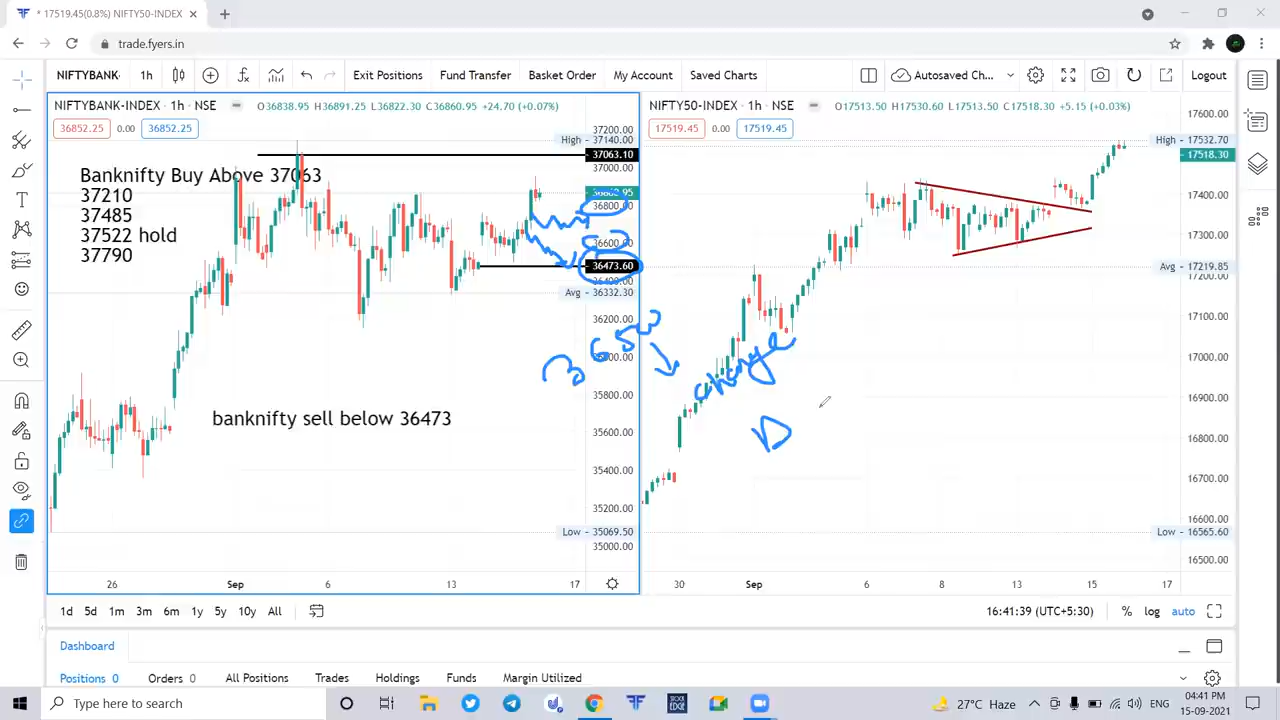 * 17519.45(0.8%) NIFTY50-INDEX
trade.fyers.in
NIFTYBANK- 1h Exit Positions Fund Transfer Basket Order My Account Saved Charts Autosaved Ch... Logout
NIFTYBANK-INDEX · 1h · NSE O36838.95 H36891.25 L36822.30 C36860.95 +24.70 (+0.07%)
36852.25 0.00 36852.25
Banknifty Buy Above 37063
37210
37485
37522 hold
37790
banknifty sell below 36473
37200.00
High - 37140.00
37063.10
37000.00
36800.00
36600.00
36473.60
36400.00
Avg - 36332.30
36200.00
36000.00
35800.00
35600.00
35400.00
35200.00
Low - 35069.50
35000.00
26 Sep 6 13 17
36500
change
D
NIFTY50-INDEX · 1h · NSE O17513.50 H17530.60 L17513.50 C17518.30 +5.15 (+0.03%)
17519.45 0.00 17519.45
17600.00
High - 17532.70
17518.30
17400.00
17300.00
Avg - 17219.85
17200.00
17100.00
17000.00
16900.00
16800.00
16700.00
16600.00
Low - 16565.60
16500.00
30 Sep 6 8 13 15 17
1d 5d 1m 3m 6m 1y 5y 10y All 16:41:39 (UTC+5:30) % log auto
Dashboard
Positions 0 Orders 0 All Positions Trades Holdings Funds Margin Utilized
Type here to search STOCK EDGE 27°C Haze ENG 04:41 PM
15-09-2021